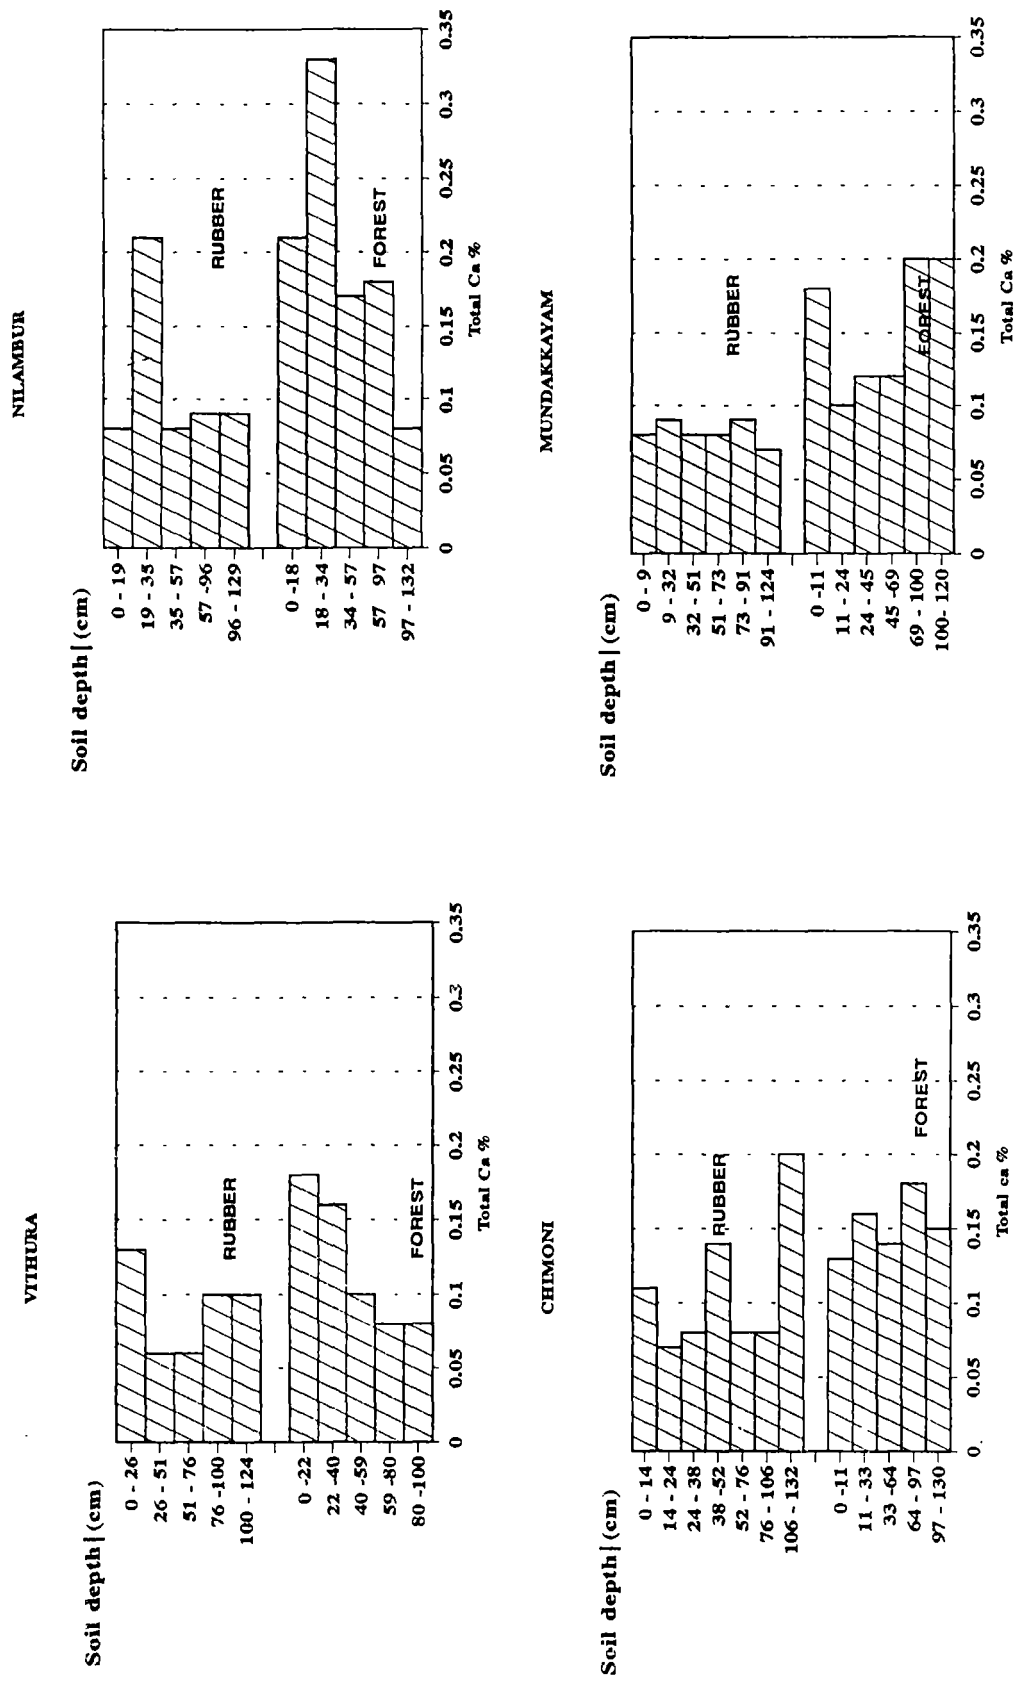 VITHURA
Soil depth (cm)
0 - 26
26 - 51
51 - 76
76 -100
100 - 124
0 -22
22 -40
40 -59
59 -80
80 -100
RUBBER
FOREST
0
0.05
0.1
0.15
0.2
0.25
0.3
0.35
Total Ca %
NILAMBUR
Soil depth (cm)
0 - 19
19 - 35
35 - 57
57 -96
96 - 129
0 -18
18 - 34
34 - 57
57 - 97
97 - 132
RUBBER
FOREST
0
0.05
0.1
0.15
0.2
0.25
0.3
0.35
Total Ca %
CHIMONI
Soil depth (cm)
0 - 14
14 - 24
24 - 38
38 -52
52 - 76
76 - 106
106 - 132
0 -11
11 - 33
33 -64
64 - 97
97 - 130
RUBBER
FOREST
0
0.05
0.1
0.15
0.2
0.25
0.3
0.35
Total ca %
MUNDAKKAYAM
Soil depth (cm)
0 - 9
9 - 32
32 - 51
51 - 73
73 - 91
91 - 124
0 -11
11 - 24
24 - 45
45 -69
69 - 100
100- 120
RUBBER
FOREST
0
0.05
0.1
0.15
0.2
0.25
0.3
0.35
Total Ca %